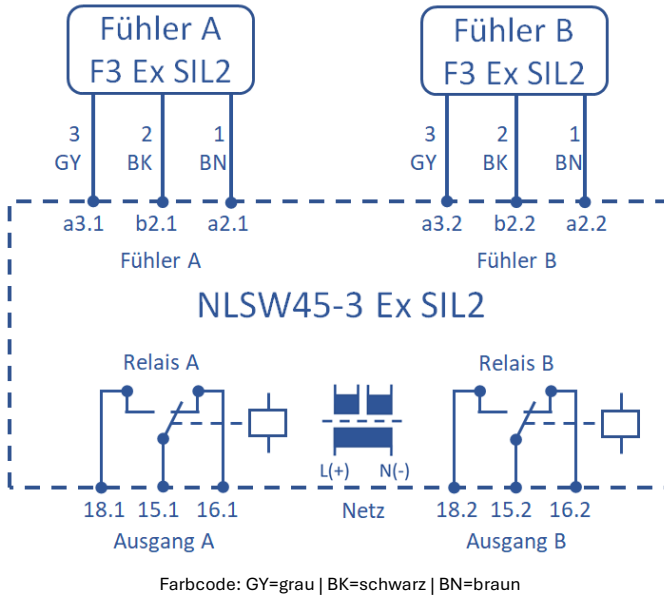 Fühler A
F3 Ex SIL2
Fühler B
F3 Ex SIL2
3 2 1
GY BK BN
3 2 1
GY BK BN
a3.1 b2.1 a2.1
Fühler A
a3.2 b2.2 a2.2
Fühler B
NLSW45-3 Ex SIL2
Relais A
Relais B
L(+) N(-)
18.1 15.1 16.1
Ausgang A
Netz
18.2 15.2 16.2
Ausgang B
Farbcode: GY=grau | BK=schwarz | BN=braun